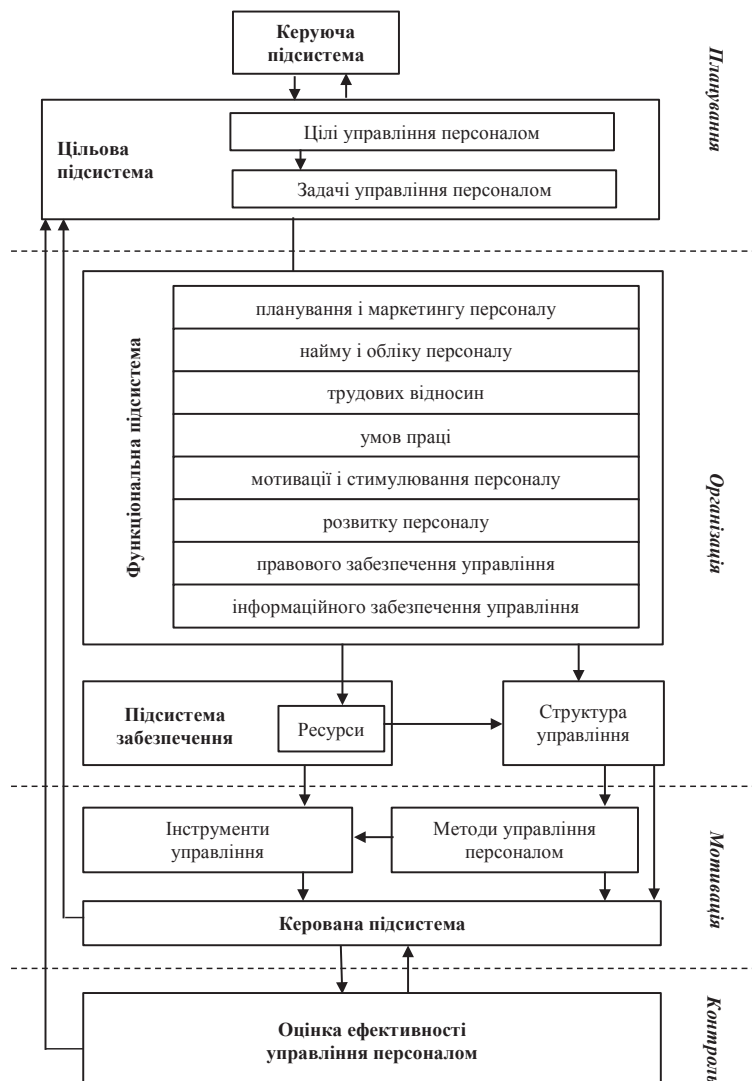 Керуюча
підсистема
Планування
Цільова
підсистема
Цілі управління персоналом
Задачі управління персоналом
Функціональна підсистема
планування і маркетингу персоналу
найму і обліку персоналу
трудових відносин
умов праці
мотивації і стимулювання персоналу
розвитку персоналу
правового забезпечення управління
інформаційного забезпечення управління
Організація
Підсистема
забезпечення
Ресурси
Структура
управління
Інструменти
управління
Методи управління
персоналом
Мотивація
Керована підсистема
Оцінка ефективності
управління персоналом
Контроль